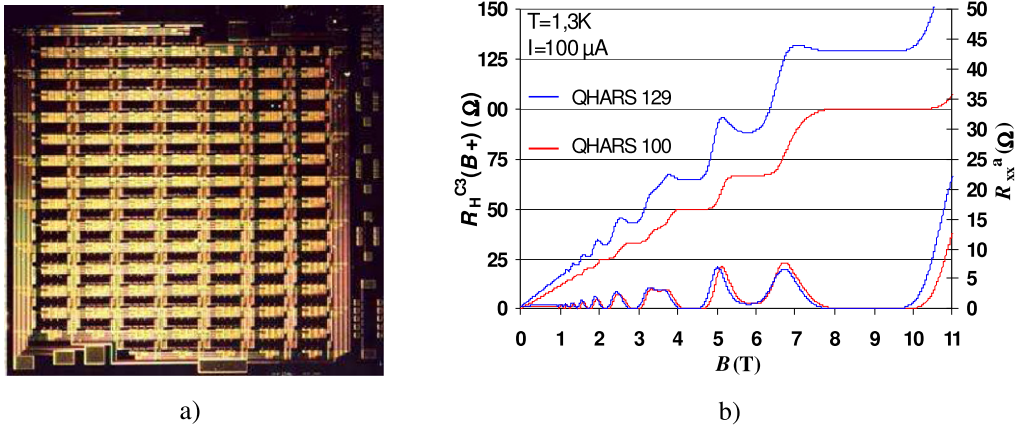 150
125
00
75
50
25
0
R_H^C3(B+) (Ω)
T=1,3K
I=100 µA
QHARS 129
QHARS 100
50
45
40
35
30
25
20
15
10
5
0
R_xx^a (Ω)
0 1 2 3 4 5 6 7 8 9 10 11
B(T)
a) b)